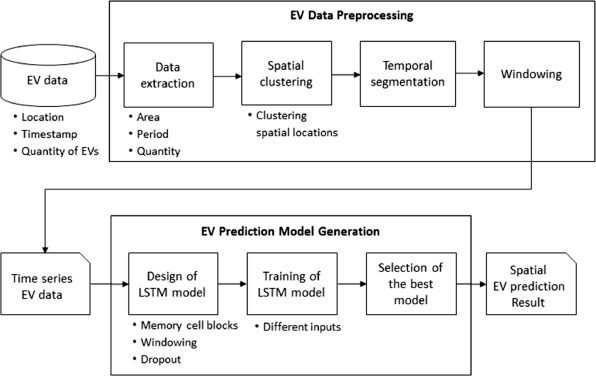 EV Data Preprocessing
EV data
Data
extraction
Spatial
clustering
Temporal
segmentation
Windowing
• Location
• Timestamp
• Quantity of EVs
• Area
• Period
• Quantity
• Clustering
spatial locations
EV Prediction Model Generation
Time series
EV data
Design of
LSTM model
Training of
LSTM model
Selection of
the best
model
Spatial
EV prediction
Result
• Memory cell blocks
• Windowing
• Dropout
• Different inputs